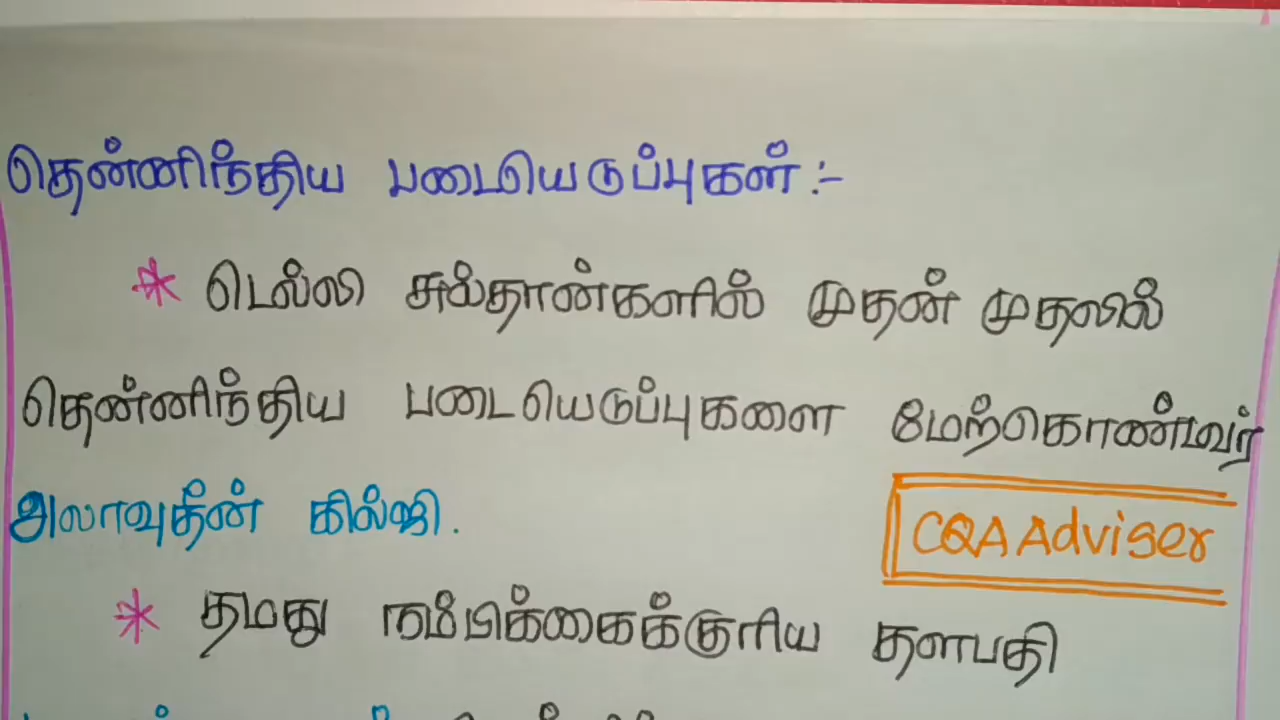 தென்னிந்திய படையெடுப்புகள் :-
* டெல்லி சுல்தான்களில் முதன் முதலில்
தென்னிந்திய படையெடுப்புகளை மேற்கொண்டவர்
அலாவுதீன் கில்ஜி.
CQA Adviser
* தமது நம்பிக்கைக்குரிய தளபதி